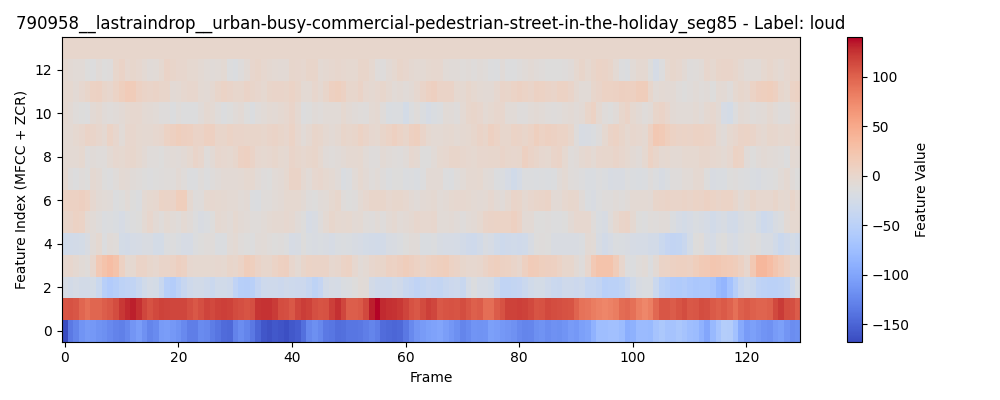 790958__lastraindrop__urban-busy-commercial-pedestrian-street-in-the-holiday_seg85 - Label: loud
Feature Index (MFCC + ZCR)
12
10
8
6
4
2
0
0 20 40 60 80 100 120
Frame
100
50
0
−50
−100
−150
Feature Value